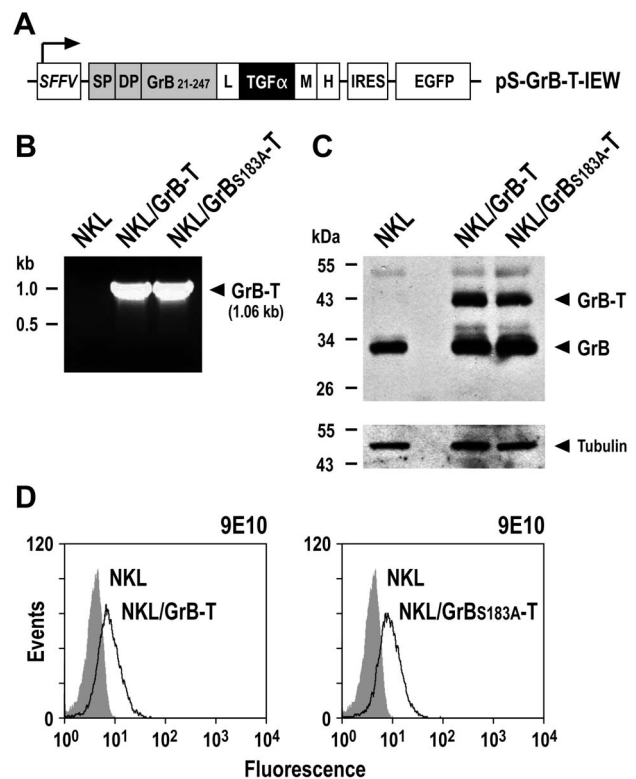 A
SFFV SP DP GrB 21-247 L TGFα M H IRES EGFP pS-GrB-T-IEW
B
NKL NKL/GrB-T NKL/GrBS183A-T
kb
1.0
0.5
GrB-T
(1.06 kb)
C
NKL NKL/GrB-T NKL/GrBS183A-T
kDa
55
43
34
26
GrB-T
GrB
55
43
Tubulin
D
9E10
120
Events
0
NKL
NKL/GrB-T
10⁰ 10¹ 10² 10³ 10⁴
9E10
120
0
NKL
NKL/GrBS183A-T
10⁰ 10¹ 10² 10³ 10⁴
Fluorescence